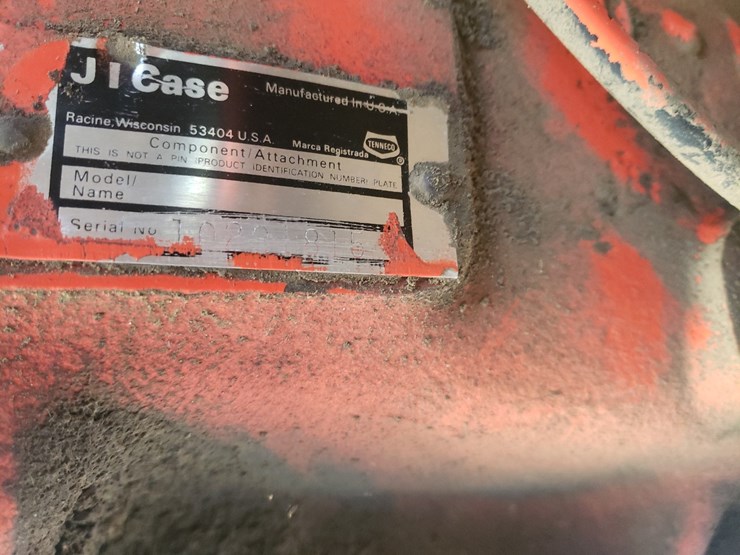 J I Case Manufactured In U.S.A.
Racine, Wisconsin 53404 U.S.A. Marca Registrada TENNECO ®
Component/Attachment
THIS IS NOT A PIN (PRODUCT IDENTIFICATION NUMBER) PLATE
Model/
Name
Serial No